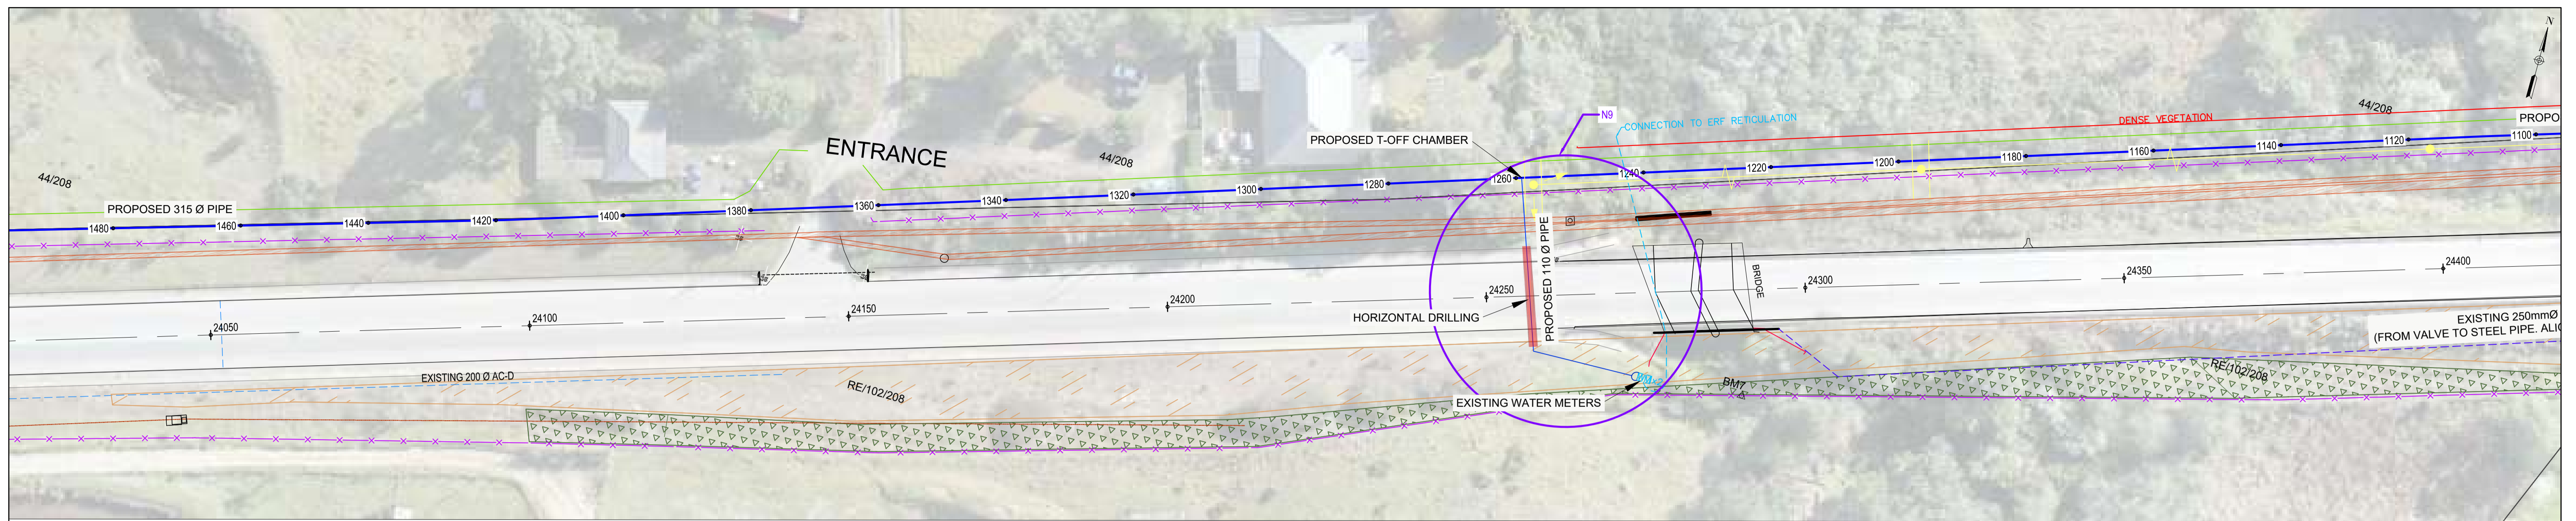 N
44/208
PROPO
DENSE VEGETATION
N9
CONNECTION TO ERF RETICULATION
PROPOSED T-OFF CHAMBER
ENTRANCE
44/208
44/208
PROPOSED 315 Ø PIPE
1480
1460
1440
1420
1400
1380
1360
1340
1320
1300
1280
1260
1240
1220
1200
1180
1160
1140
1120
1100
PROPOSED 110 Ø PIPE
BRIDGE
HORIZONTAL DRILLING
24050
24100
24150
24200
24250
24300
24350
24400
EXISTING 250mmØ
(FROM VALVE TO STEEL PIPE. ALIG
EXISTING 200 Ø AC-D
RE/102/208
RE/102/208
BM7
EXISTING WATER METERS